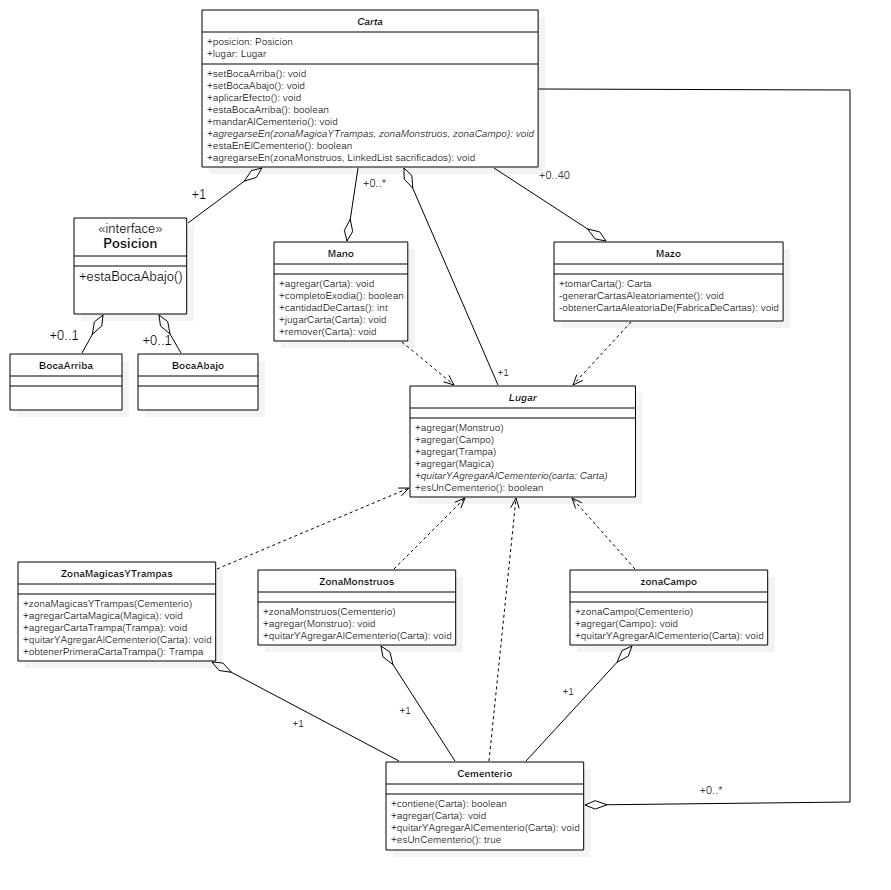 Carta
+posicion: Posicion
+lugar: Lugar
+setBocaArriba(): void
+setBocaAbajo(): void
+aplicarEfecto(): void
+estaBocaArriba(): boolean
+mandarAlCementerio(): void
+agregarseEn(zonaMagicaYTrampas, zonaMonstruos, zonaCampo): void
+estaEnElCementerio(): boolean
+agregarseEn(zonaMonstruos, LinkedList sacrificados): void
+1
+0..*
+0..40
«interface»
Posicion
+estaBocaAbajo()
Mano
+agregar(Carta): void
+completoExodia(): boolean
+cantidadDeCartas(): int
+jugarCarta(Carta): void
+remover(Carta): void
Mazo
+tomarCarta(): Carta
-generarCartasAleatoriamente(): void
-obtenerCartaAleatoriaDe(FabricaDeCartas): void
+0..1
+0..1
BocaArriba
BocaAbajo
+1
Lugar
+agregar(Monstruo)
+agregar(Campo)
+agregar(Trampa)
+agregar(Magica)
+quitarYAgregarAlCementerio(carta: Carta)
+esUnCementerio(): boolean
ZonaMagicasYTrampas
+zonaMagicasYTrampas(Cementerio)
+agregarCartaMagica(Magica): void
+agregarCartaTrampa(Trampa): void
+quitarYAgregarAlCementerio(Carta): void
+obtenerPrimeraCartaTrampa(): Trampa
ZonaMonstruos
+zonaMonstruos(Cementerio)
+agregar(Monstruo): void
+quitarYAgregarAlCementerio(Carta): void
zonaCampo
+zonaCampo(Cementerio)
+agregar(Campo): void
+quitarYAgregarAlCementerio(Carta): void
+1
+1
+1
Cementerio
+contiene(Carta): boolean
+agregar(Carta): void
+quitarYAgregarAlCementerio(Carta): void
+esUnCementerio(): true
+0..*